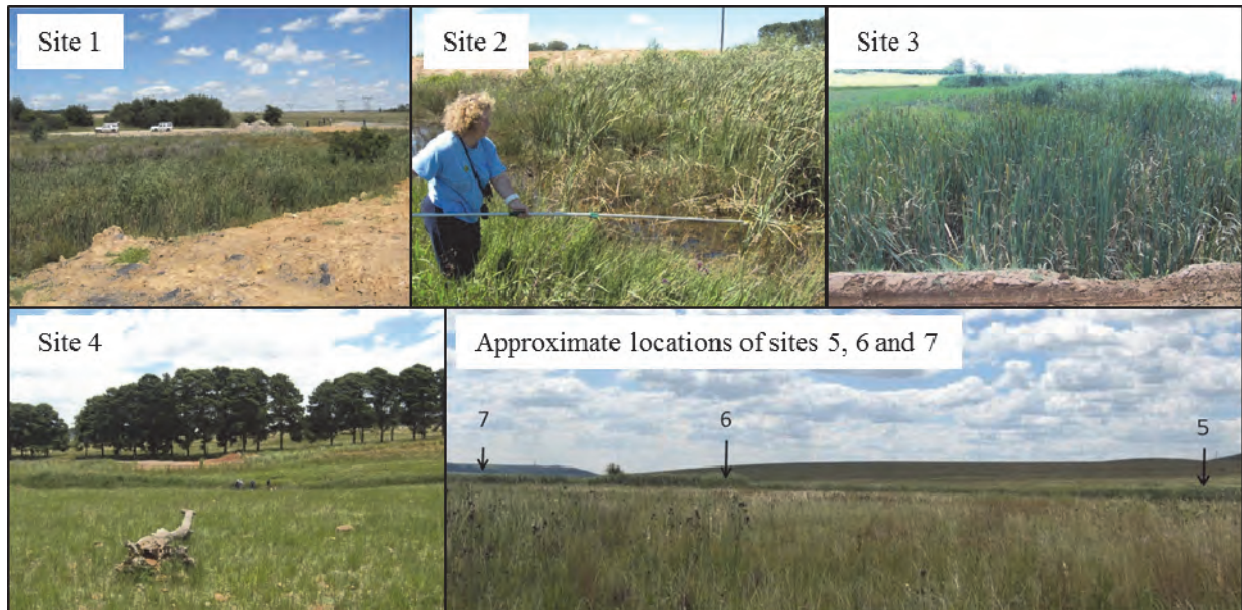 Site 1
Site 2
Site 3
Site 4
Approximate locations of sites 5, 6 and 7
7
6
5